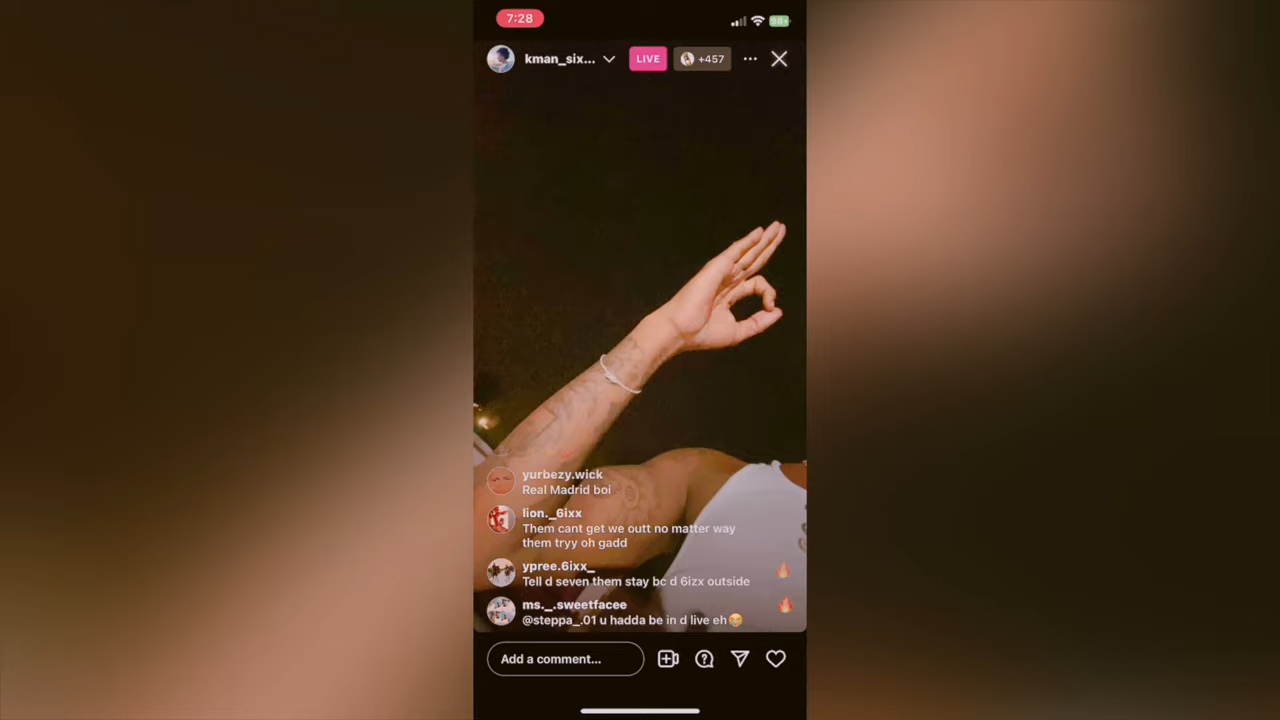 7:28
98+
kman_six...
LIVE
+457
yurbezy.wick
Real Madrid boi
lion._6ixx
Them cant get we outt no matter way
them tryy oh gadd
ypree.6ixx_
Tell d seven them stay bc d 6izx outside
ms._.sweetfacee
@steppa_.01 u hadda be in d live eh😭
Add a comment...